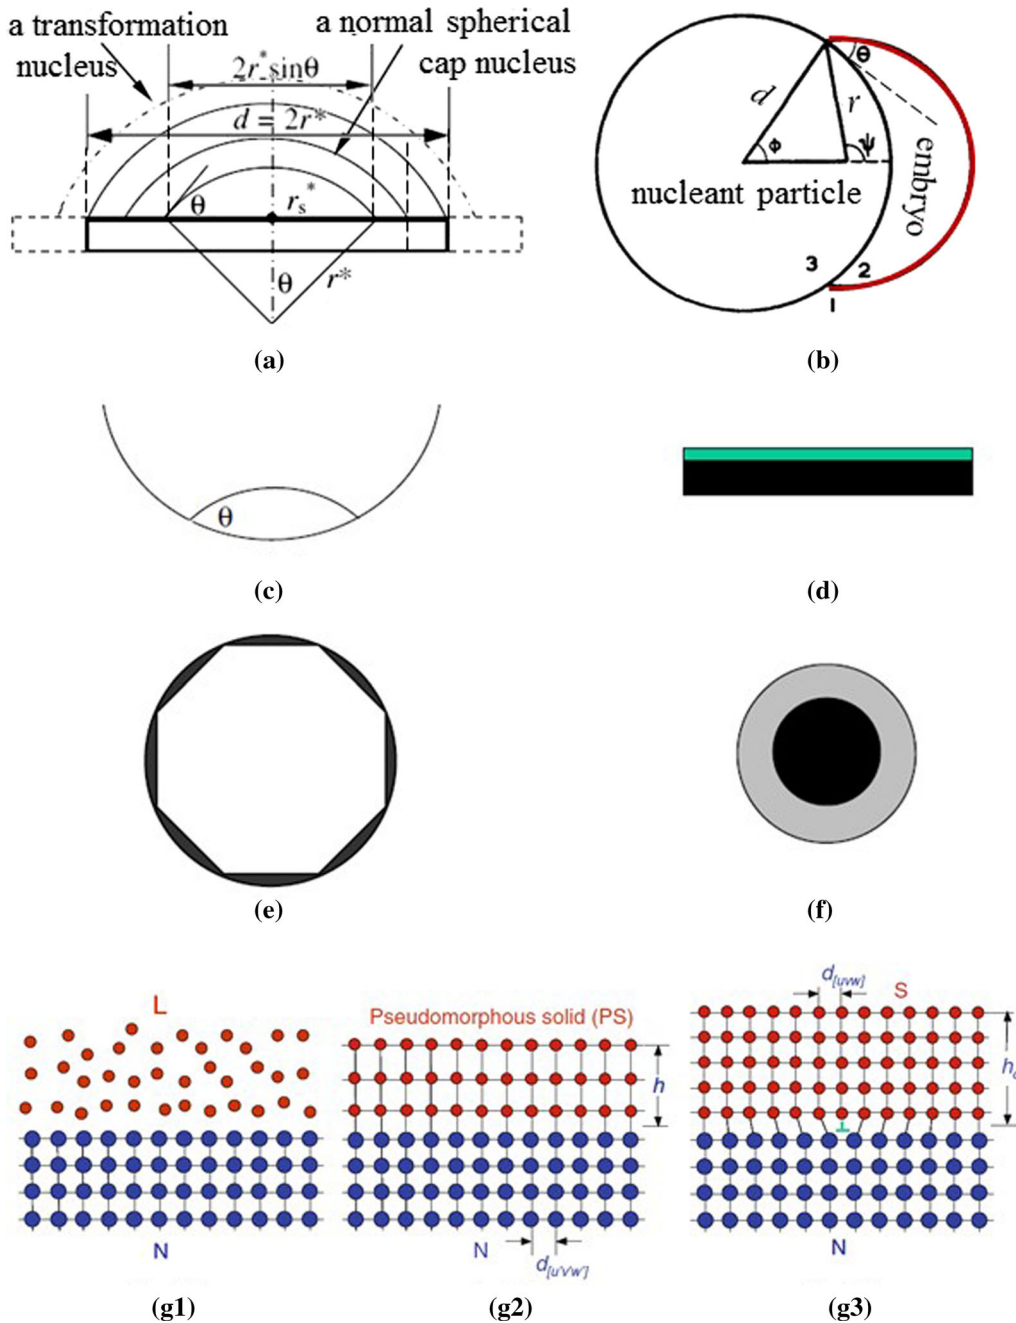 a transformation
nucleus
a normal spherical
cap nucleus
2r* sinθ
d = 2r*
θ
r_s*
θ
r*
(a)
θ
d
r
Φ
ψ
embryo
nucleant particle
3
2
1
(b)
θ
(c)
(d)
(e)
(f)
L
N
(g1)
Pseudomorphous solid (PS)
h
N
d[u'v'w']
(g2)
d[uvw]
S
N
(g3)